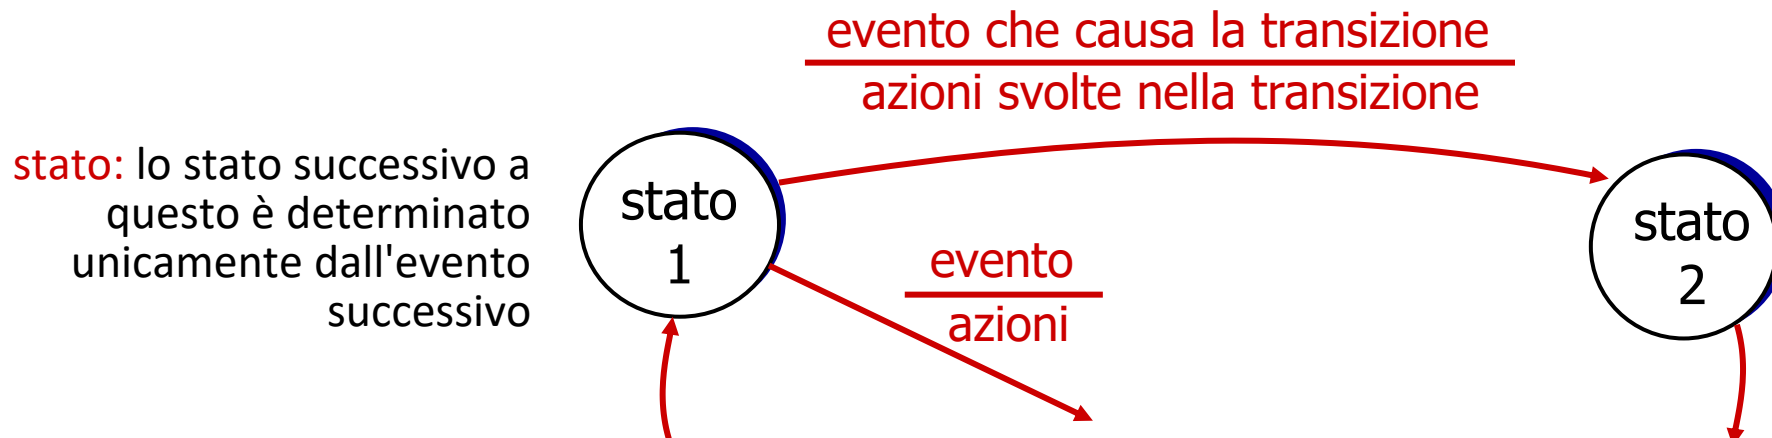 evento che causa la transizione
azioni svolte nella transizione
stato: lo stato successivo a
questo è determinato
unicamente dall'evento
successivo
stato
1
evento
azioni
stato
2